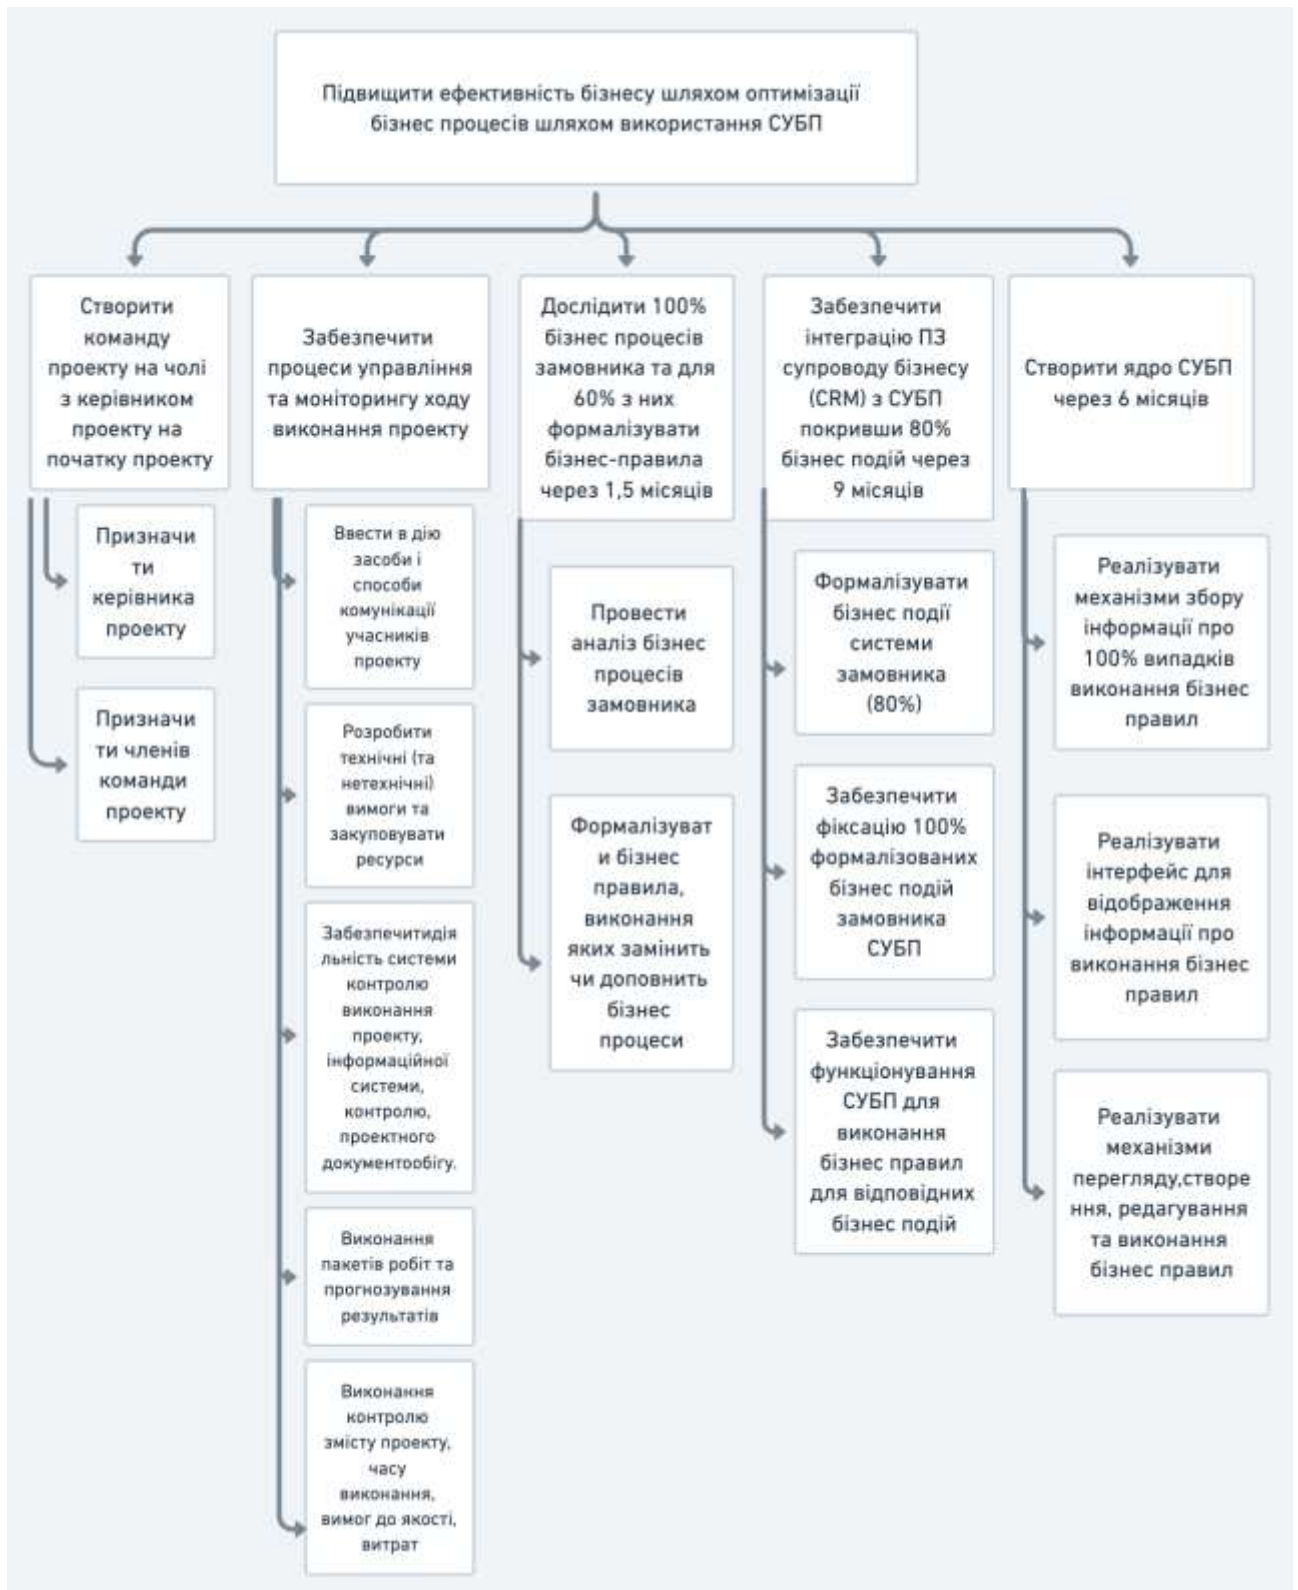 Підвищити ефективність бізнесу шляхом оптимізації
бізнес процесів шляхом використання СУБП
Створити
команду
проекту на чолі
з керівником
проекту на
початку проекту
Призначи
ти
керівника
проекту
Призначи
ти членів
команди
проекту
Забезпечити
процеси управління
та моніторингу ходу
виконання проекту
Ввести в дію
засоби і
способи
комунікації
учасників
проекту
Розробити
технічні (та
нетехнічні)
вимоги та
закуповувати
ресурси
Забезпечитидія
льність системи
контролю
виконання
проекту,
інформаційної
системи,
контролю,
проектного
документообігу.
Виконання
пакетів робіт та
прогнозування
результатів
Виконання
контролю
змісту проекту,
часу
виконання,
вимог до якості,
витрат
Дослідити 100%
бізнес процесів
замовника та для
60% з них
формалізувати
бізнес-правила
через 1,5 місяців
Провести
аналіз бізнес
процесів
замовника
Формалізуват
и бізнес
правила,
виконання
яких замінить
чи доповнить
бізнес
процеси
Забезпечити
інтеграцію ПЗ
супроводу бізнесу
(CRM) з СУБП
покривши 80%
бізнес подій через
9 місяців
Формалізувати
бізнес події
системи
замовника
(80%)
Забезпечити
фіксацію 100%
формалізованих
бізнес подій
замовника
СУБП
Забезпечити
функціонування
СУБП для
виконання
бізнес правил
для відповідних
бізнес подій
Створити ядро СУБП
через 6 місяців
Реалізувати
механізми збору
інформації про
100% випадків
виконання бізнес
правил
Реалізувати
інтерфейс для
відображення
інформації про
виконання бізнес
правил
Реалізувати
механізми
перегляду,створе
ння, редагування
та виконання
бізнес правил